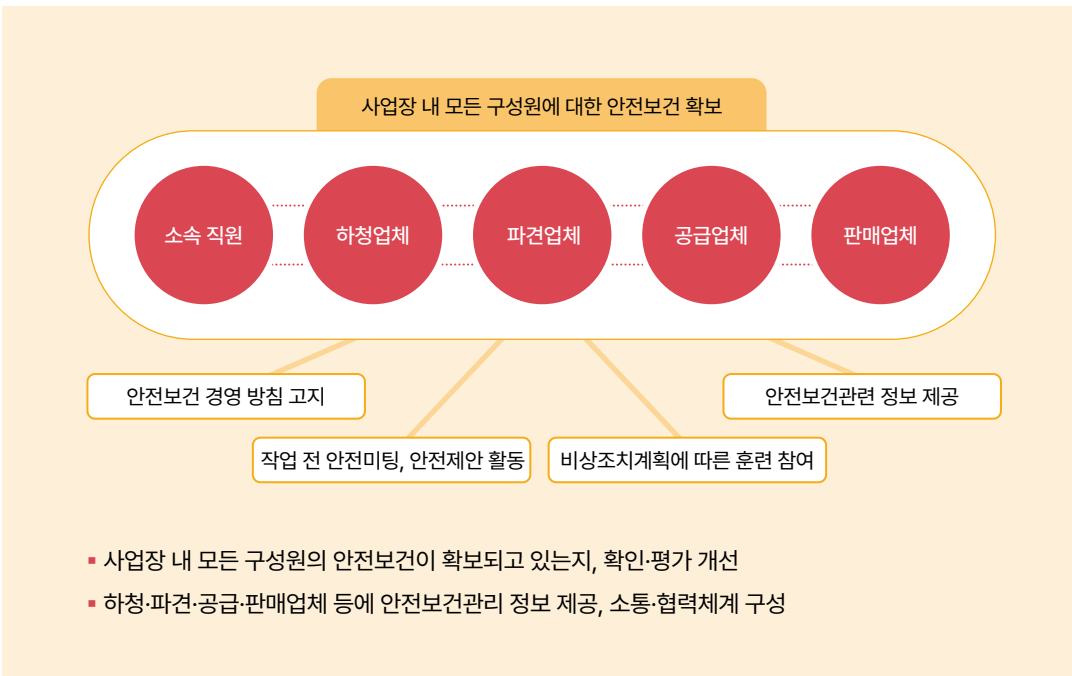 사업장 내 모든 구성원에 대한 안전보건 확보
소속 직원
하청업체
파견업체
공급업체
판매업체
안전보건 경영 방침 고지
안전보건관련 정보 제공
작업 전 안전미팅, 안전제안 활동
비상조치계획에 따른 훈련 참여
▪ 사업장 내 모든 구성원의 안전보건이 확보되고 있는지, 확인·평가 개선
▪ 하청·파견·공급·판매업체 등에 안전보건관리 정보 제공, 소통·협력체계 구성